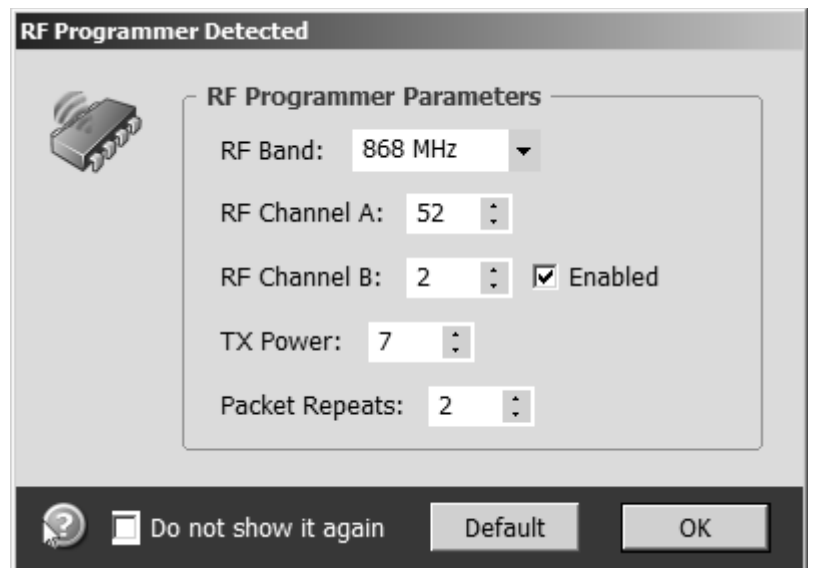 RF Programmer Detected
RF Programmer Parameters
RF Band: 868 MHz
RF Channel A: 52
RF Channel B: 2 Enabled
TX Power: 7
Packet Repeats: 2
? Do not show it again Default OK